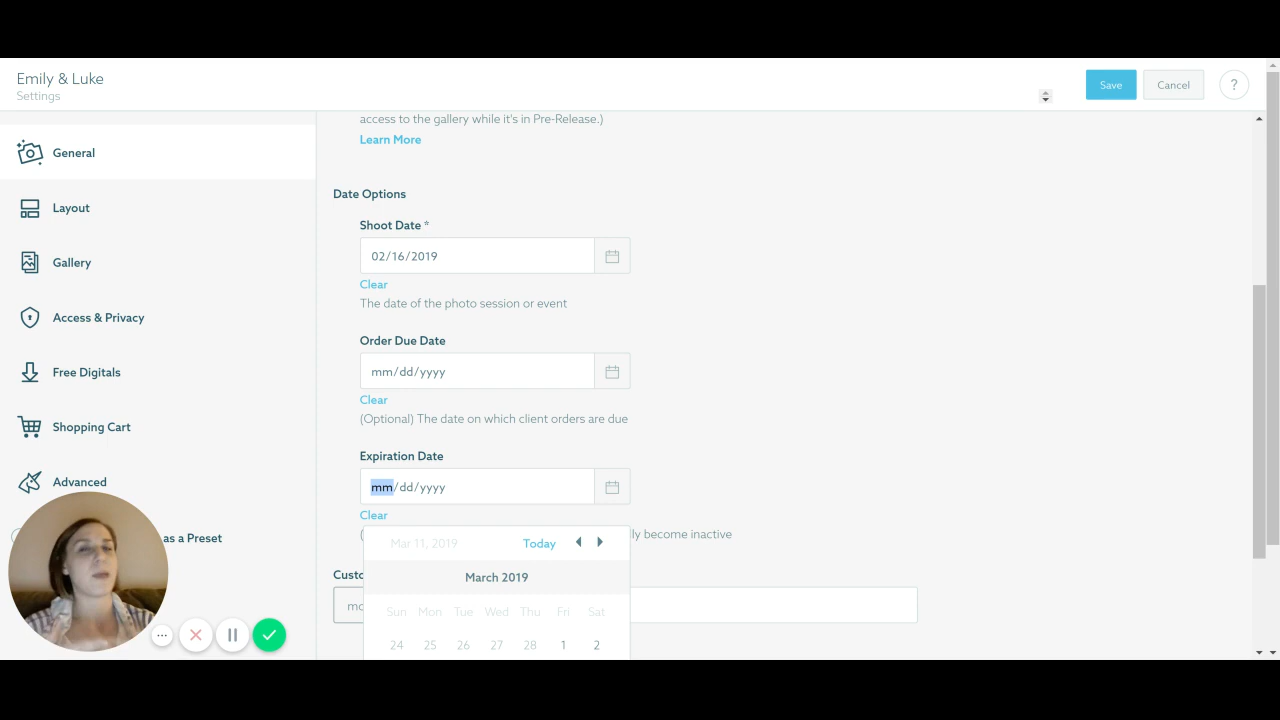 Emily & Luke
Settings
Save
Cancel
?
General
Layout
Gallery
Access & Privacy
Free Digitals
Shopping Cart
Advanced
as a Preset
access to the gallery while it's in Pre-Release.)
Learn More
Date Options
Shoot Date *
02/16/2019
Clear
The date of the photo session or event
Order Due Date
mm/dd/yyyy
Clear
(Optional) The date on which client orders are due
Expiration Date
mm/dd/yyyy
Clear
( ly become inactive
Mar 11, 2019 Today
March 2019
Sun Mon Tue Wed Thu Fri Sat
24 25 26 27 28 1 2